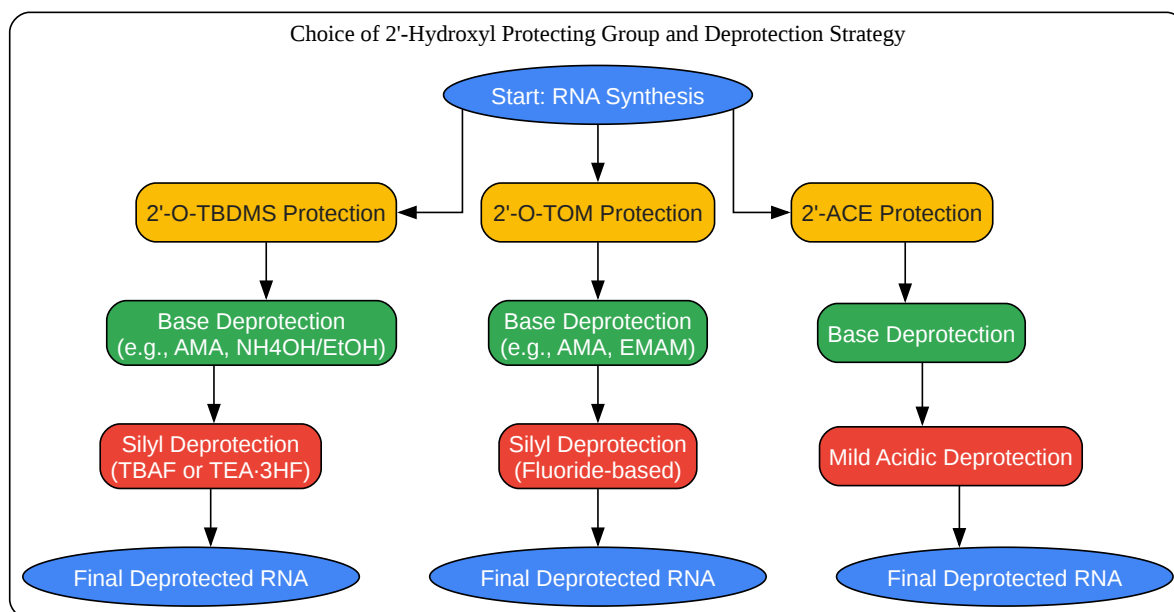 Choice of 2'-Hydroxyl Protecting Group and Deprotection Strategy
Start: RNA Synthesis
2'-O-TBDMS Protection
2'-O-TOM Protection
2'-ACE Protection
Base Deprotection
(e.g., AMA, NH4OH/EtOH)
Base Deprotection
(e.g., AMA, EMAM)
Base Deprotection
Silyl Deprotection
(TBAF or TEA·3HF)
Silyl Deprotection
(Fluoride-based)
Mild Acidic Deprotection
Final Deprotected RNA
Final Deprotected RNA
Final Deprotected RNA